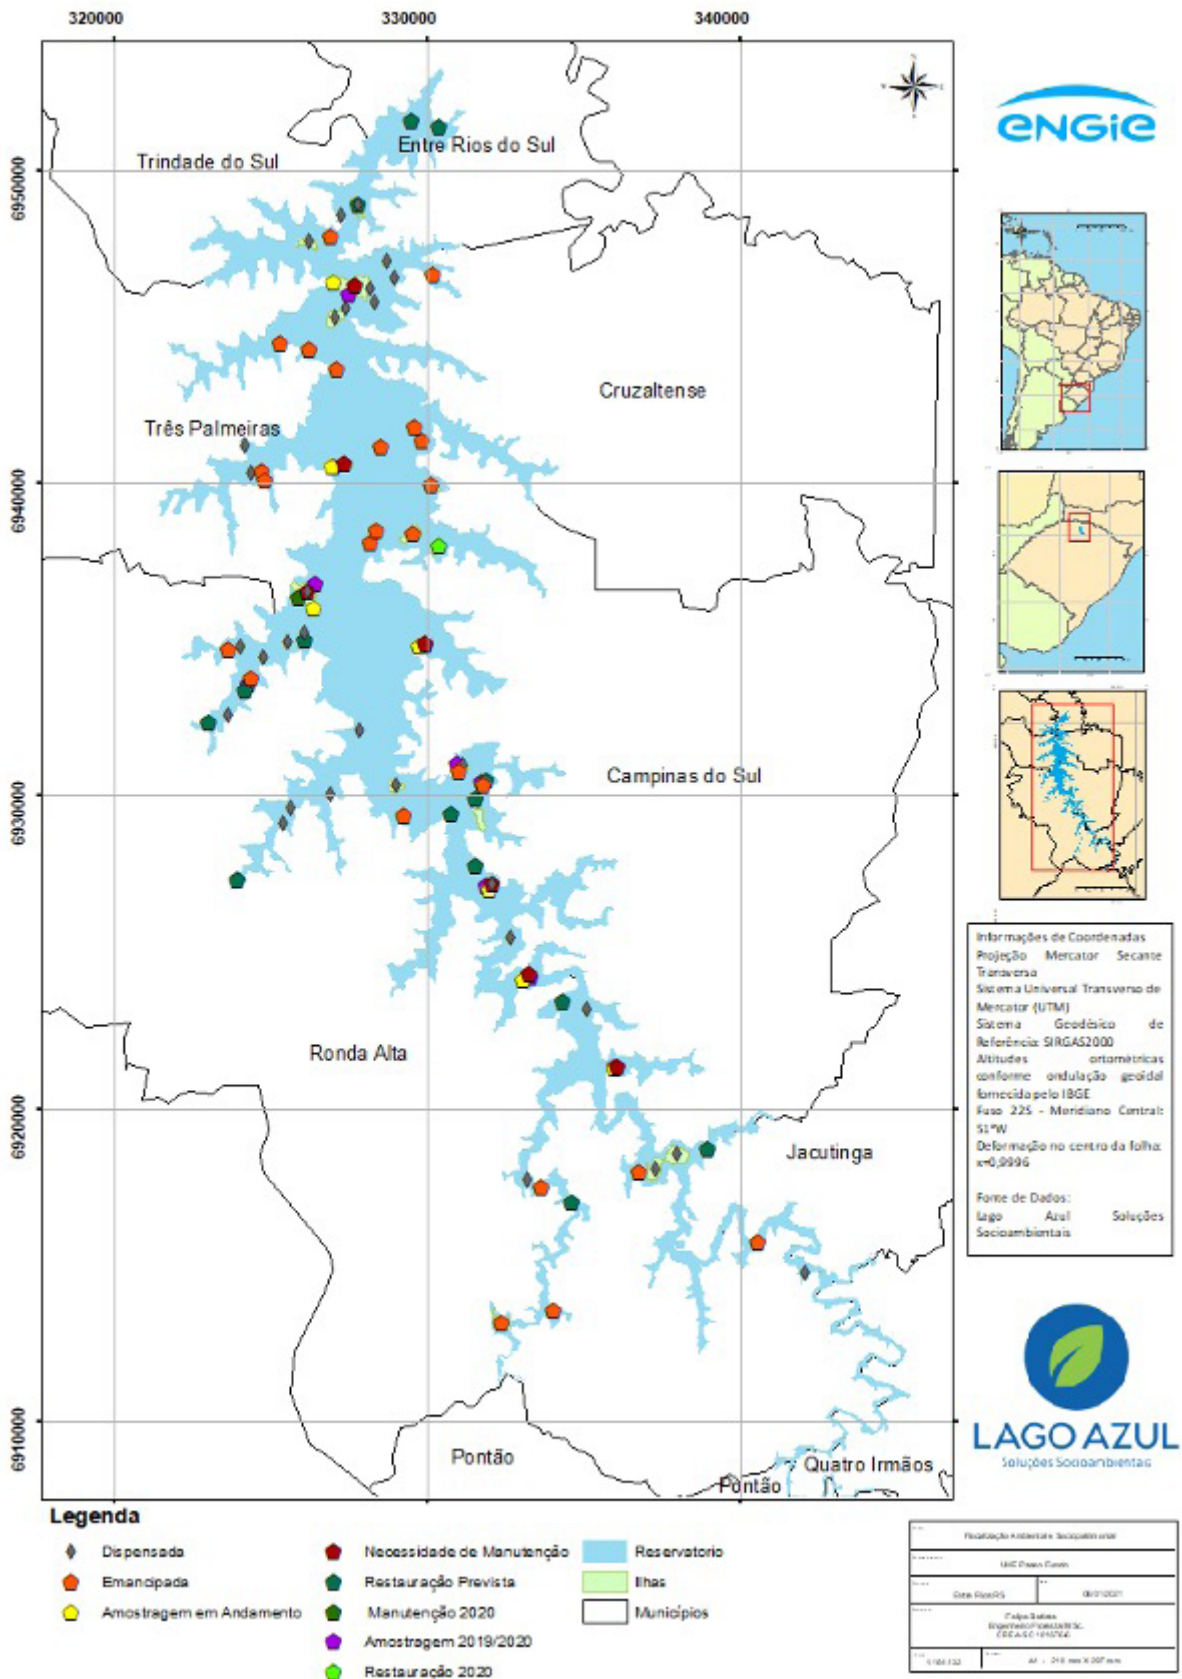 320000 330000 340000
6950000
6940000
6930000
6920000
6910000
Trindade do Sul
Entre Rios do Sul
Cruzaltense
Três Palmeiras
Campinas do Sul
Ronda Alta
Jacutinga
Pontão
Quatro Irmãos
Pontão
ENGIE
Informações de Coordenadas
Projeção Mercator Secante
Transversa
Sistema Universal Transverso de
Mercator (UTM)
Sistema Geodésico de
Referência: SIRGAS2000
Altitudes ortométricas
conforme ondulação geoidal
fornecida pelo IBGE
Fuso 22S - Meridiano Central:
51°W
Deformação no centro da folha:
κ=0,9996
Fonte de Dados:
Lago Azul Soluções
Socioambientais
LAGO AZUL
Soluções Socioambientais
Legenda
Dispensada
Emancipada
Amostragem em Andamento
Necessidade de Manutenção
Restauração Prevista
Manutenção 2020
Amostragem 2019/2020
Restauração 2020
Reservatorio
Ilhas
Municípios